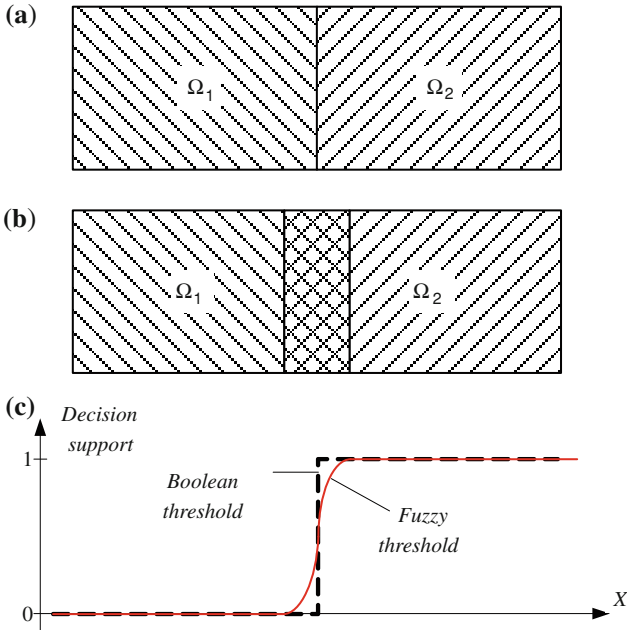 (a)
Ω1
Ω2
(b)
Ω1
Ω2
(c)
Decision
support
1
Boolean
threshold
Fuzzy
threshold
0
X